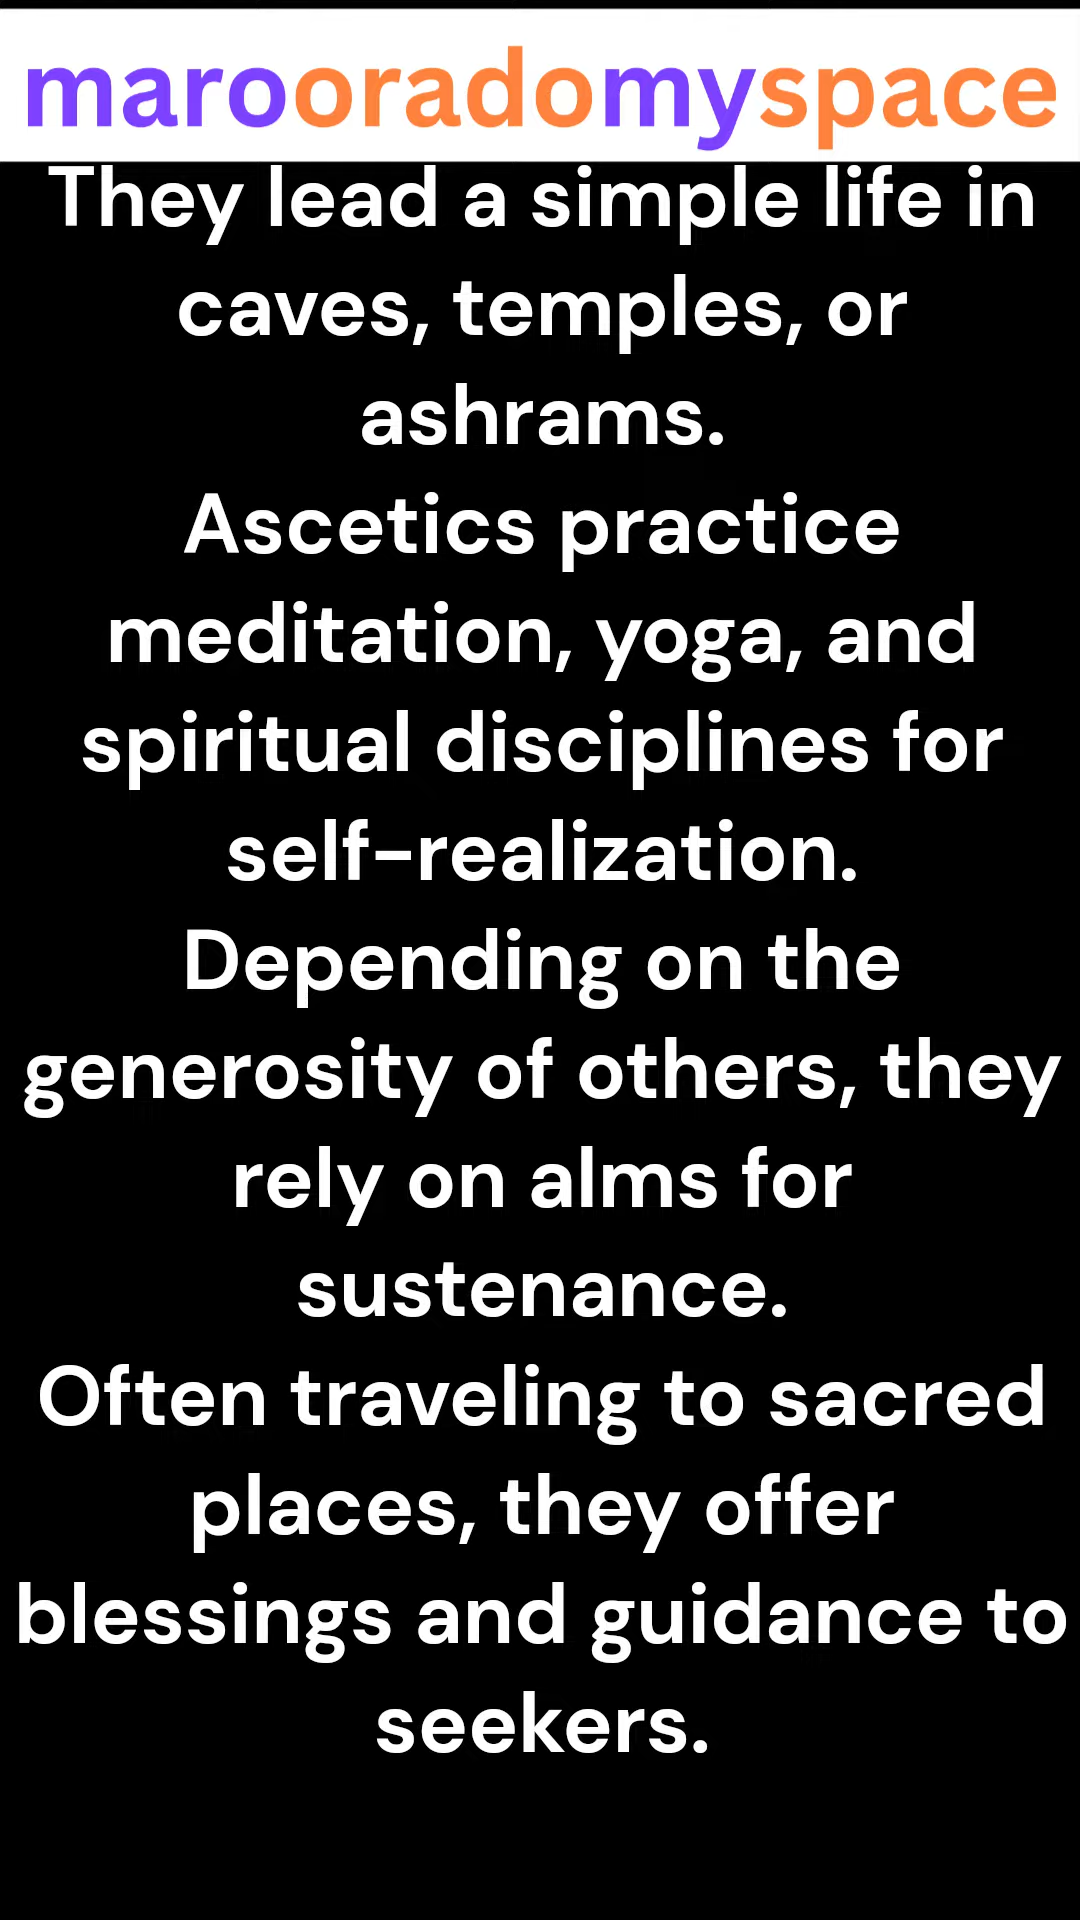 marooradomyspace
They lead a simple life in
caves, temples, or
ashrams.
Ascetics practice
meditation, yoga, and
spiritual disciplines for
self-realization.
Depending on the
generosity of others, they
rely on alms for
sustenance.
Often traveling to sacred
places, they offer
blessings and guidance to
seekers.